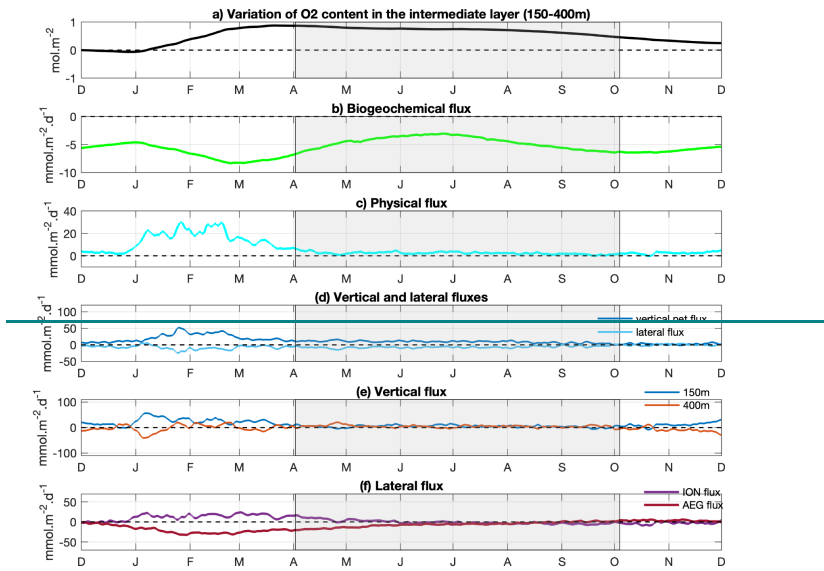 a) Variation of O2 content in the intermediate layer (150-400m)
mol.m-2
1
0
-1
D J F M A M J J A S O N D
b) Biogeochemical flux
mmol.m-2.d-1
0
-5
-10
D J F M A M J J A S O N D
c) Physical flux
mmol.m-2.d-1
40
20
0
D J F M A M J J A S O N D
(d) Vertical and lateral fluxes
mmol.m-2.d-1
100
50
0
-50
vertical net flux
lateral flux
D J F M A M J J A S O N D
(e) Vertical flux
mmol.m-2.d-1
100
0
-100
150m
400m
D J F M A M J J A S O N D
(f) Lateral flux
mmol.m-2.d-1
50
0
-50
ION flux
AEG flux
D J F M A M J J A S O N D